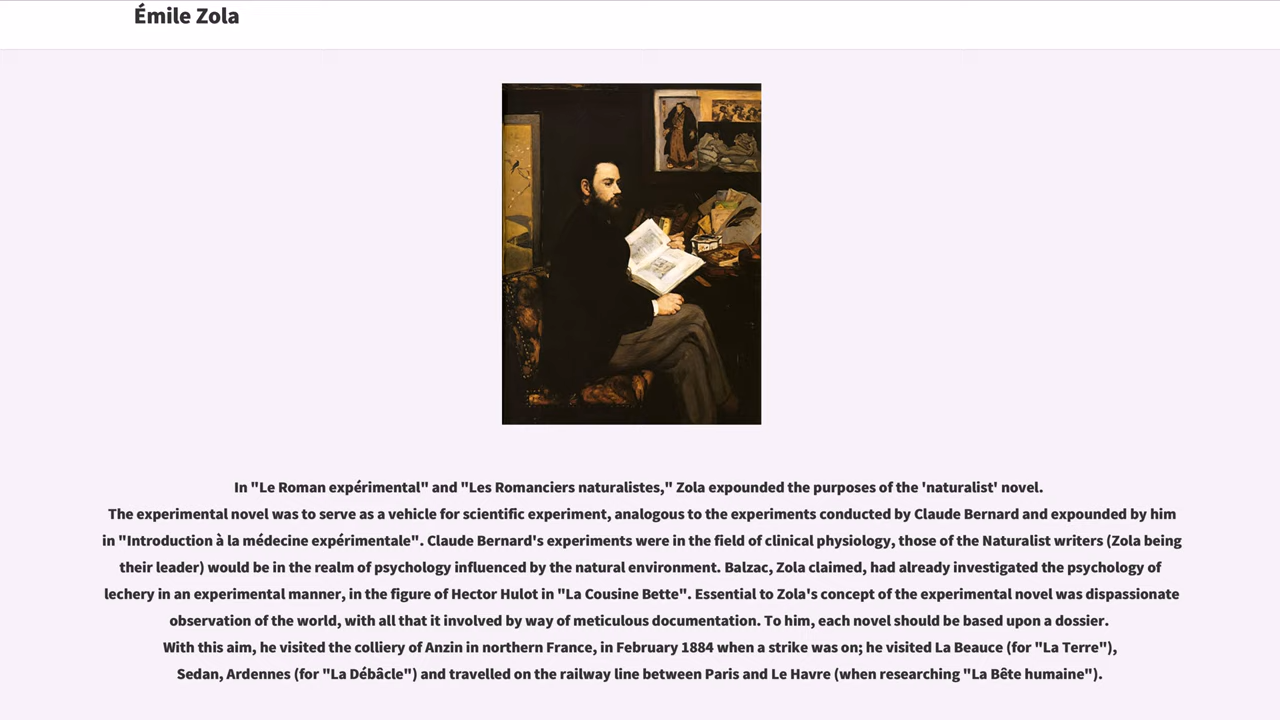 Émile Zola
In "Le Roman expérimental" and "Les Romanciers naturalistes," Zola expounded the purposes of the 'naturalist' novel.
The experimental novel was to serve as a vehicle for scientific experiment, analogous to the experiments conducted by Claude Bernard and expounded by him
in "Introduction à la médecine expérimentale". Claude Bernard's experiments were in the field of clinical physiology, those of the Naturalist writers (Zola being
their leader) would be in the realm of psychology influenced by the natural environment. Balzac, Zola claimed, had already investigated the psychology of
lechery in an experimental manner, in the figure of Hector Hulot in "La Cousine Bette". Essential to Zola's concept of the experimental novel was dispassionate
observation of the world, with all that it involved by way of meticulous documentation. To him, each novel should be based upon a dossier.
With this aim, he visited the colliery of Anzin in northern France, in February 1884 when a strike was on; he visited La Beauce (for "La Terre"),
Sedan, Ardennes (for "La Débâcle") and travelled on the railway line between Paris and Le Havre (when researching "La Bête humaine").